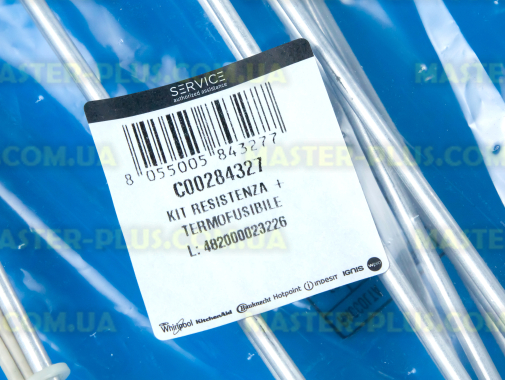 SERVICE
authorized assistance
8 055005 843277
C00284327
KIT RESISTENZA +
TERMOFUSIBILE
L: 482000023226
Whirlpool KitchenAid Bauknecht Hotpoint indesit IGNIS
MASTER-PLUS.COM.UA